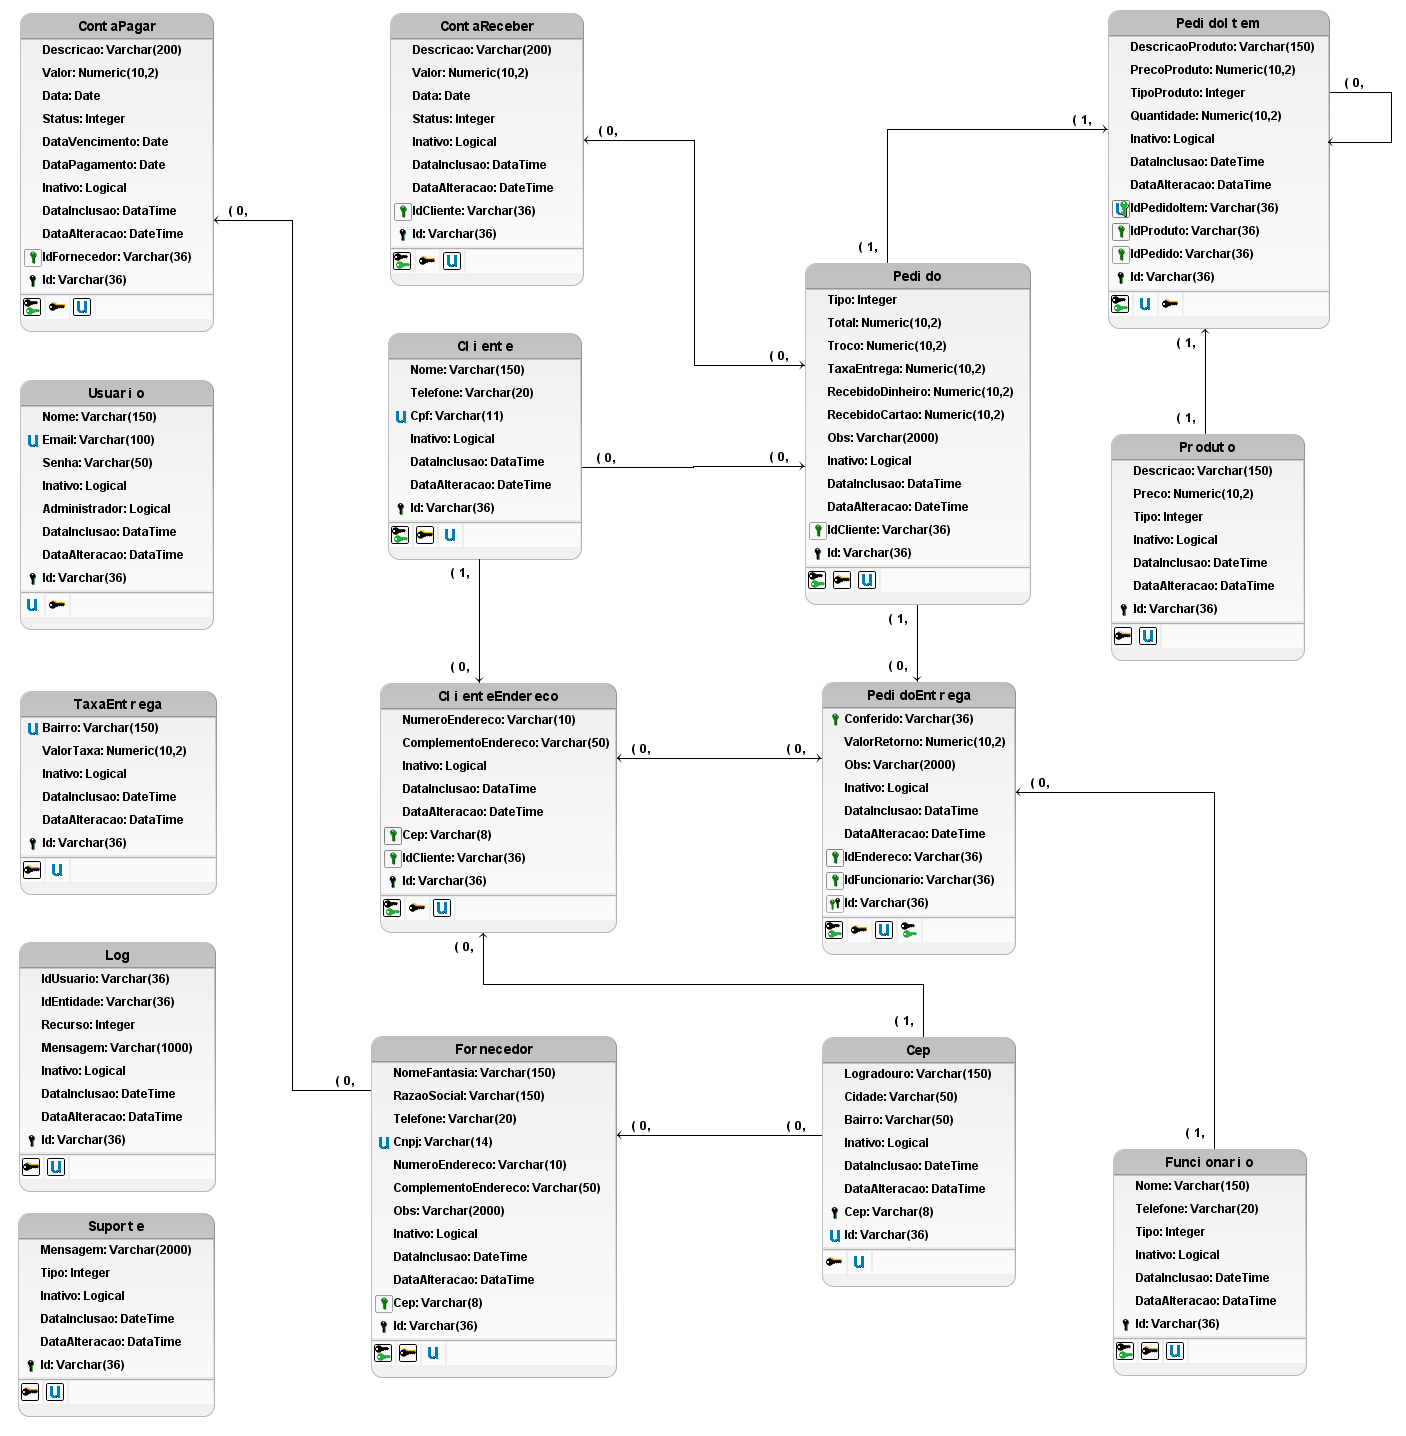 ContaPagar
Descricao: Varchar(200)
Valor: Numeric(10,2)
Data: Date
Status: Integer
DataVencimento: Date
DataPagamento: Date
Inativo: Logical
DataInclusao: DataTime
DataAlteracao: DateTime
IdFornecedor: Varchar(36)
Id: Varchar(36)
u
ContaReceber
Descricao: Varchar(200)
Valor: Numeric(10,2)
Data: Date
Status: Integer
Inativo: Logical
DataInclusao: DataTime
DataAlteracao: DateTime
IdCliente: Varchar(36)
Id: Varchar(36)
u
PedidoItem
DescricaoProduto: Varchar(150)
PrecoProduto: Numeric(10,2)
TipoProduto: Integer
Quantidade: Numeric(10,2)
Inativo: Logical
DataInclusao: DateTime
DataAlteracao: DataTime
u IdPedidoItem: Varchar(36)
IdProduto: Varchar(36)
IdPedido: Varchar(36)
Id: Varchar(36)
u
( 0,
( 0,
( 1,
( 0,
( 1,
( 0,
Pedido
Tipo: Integer
Total: Numeric(10,2)
Troco: Numeric(10,2)
TaxaEntrega: Numeric(10,2)
RecebidoDinheiro: Numeric(10,2)
RecebidoCartao: Numeric(10,2)
Obs: Varchar(2000)
Inativo: Logical
DataInclusao: DataTime
DataAlteracao: DateTime
IdCliente: Varchar(36)
Id: Varchar(36)
u
Cliente
Nome: Varchar(150)
Telefone: Varchar(20)
u Cpf: Varchar(11)
Inativo: Logical
DataInclusao: DataTime
DataAlteracao: DateTime
Id: Varchar(36)
u
( 1,
( 1,
( 0,
( 0,
Usuario
Nome: Varchar(150)
u Email: Varchar(100)
Senha: Varchar(50)
Inativo: Logical
Administrador: Logical
DataInclusao: DataTime
DataAlteracao: DataTime
Id: Varchar(36)
u
Produto
Descricao: Varchar(150)
Preco: Numeric(10,2)
Tipo: Integer
Inativo: Logical
DataInclusao: DateTime
DataAlteracao: DataTime
Id: Varchar(36)
u
( 1,
( 0,
( 1,
( 0,
TaxaEntrega
u Bairro: Varchar(150)
ValorTaxa: Numeric(10,2)
Inativo: Logical
DataInclusao: DateTime
DataAlteracao: DataTime
Id: Varchar(36)
u
ClienteEndereco
NumeroEndereco: Varchar(10)
ComplementoEndereco: Varchar(50)
Inativo: Logical
DataInclusao: DataTime
DataAlteracao: DateTime
Cep: Varchar(8)
IdCliente: Varchar(36)
Id: Varchar(36)
u
( 0,
( 0,
PedidoEntrega
Conferido: Varchar(36)
ValorRetorno: Numeric(10,2)
Obs: Varchar(2000)
Inativo: Logical
DataInclusao: DataTime
DataAlteracao: DateTime
IdEndereco: Varchar(36)
IdFuncionario: Varchar(36)
Id: Varchar(36)
u
( 0,
( 0,
( 1,
Log
IdUsuario: Varchar(36)
IdEntidade: Varchar(36)
Recurso: Integer
Mensagem: Varchar(1000)
Inativo: Logical
DataInclusao: DateTime
DataAlteracao: DataTime
Id: Varchar(36)
u
Fornecedor
NomeFantasia: Varchar(150)
RazaoSocial: Varchar(150)
Telefone: Varchar(20)
u Cnpj: Varchar(14)
NumeroEndereco: Varchar(10)
ComplementoEndereco: Varchar(50)
Obs: Varchar(2000)
Inativo: Logical
DataInclusao: DateTime
DataAlteracao: DataTime
Cep: Varchar(8)
Id: Varchar(36)
u
( 0,
( 0,
( 0,
Cep
Logradouro: Varchar(150)
Cidade: Varchar(50)
Bairro: Varchar(50)
Inativo: Logical
DataInclusao: DateTime
DataAlteracao: DataTime
Cep: Varchar(8)
u Id: Varchar(36)
u
( 1,
Funcionario
Nome: Varchar(150)
Telefone: Varchar(20)
Tipo: Integer
Inativo: Logical
DataInclusao: DateTime
DataAlteracao: DataTime
Id: Varchar(36)
u
Suporte
Mensagem: Varchar(2000)
Tipo: Integer
Inativo: Logical
DataInclusao: DateTime
DataAlteracao: DataTime
Id: Varchar(36)
u